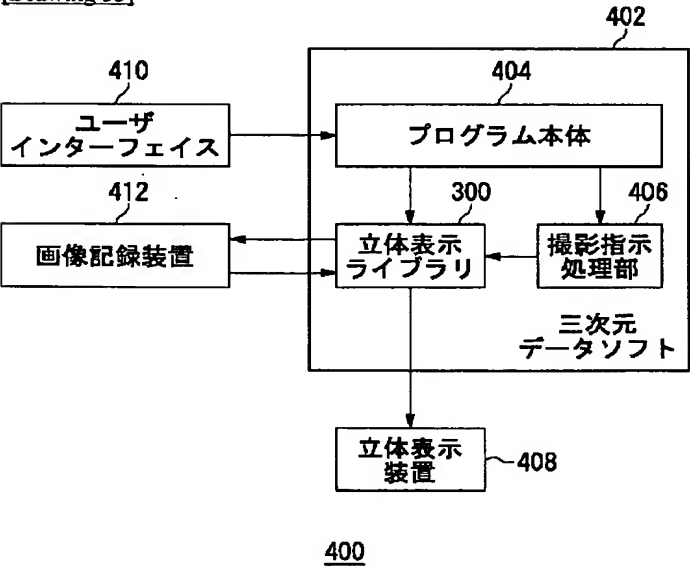 402
410
404
ユーザ
インターフェイス
プログラム本体
412
300
406
画像記録装置
立体表示
ライブラリ
撮影指示
処理部
三次元
データソフト
立体表示
装置
408
400